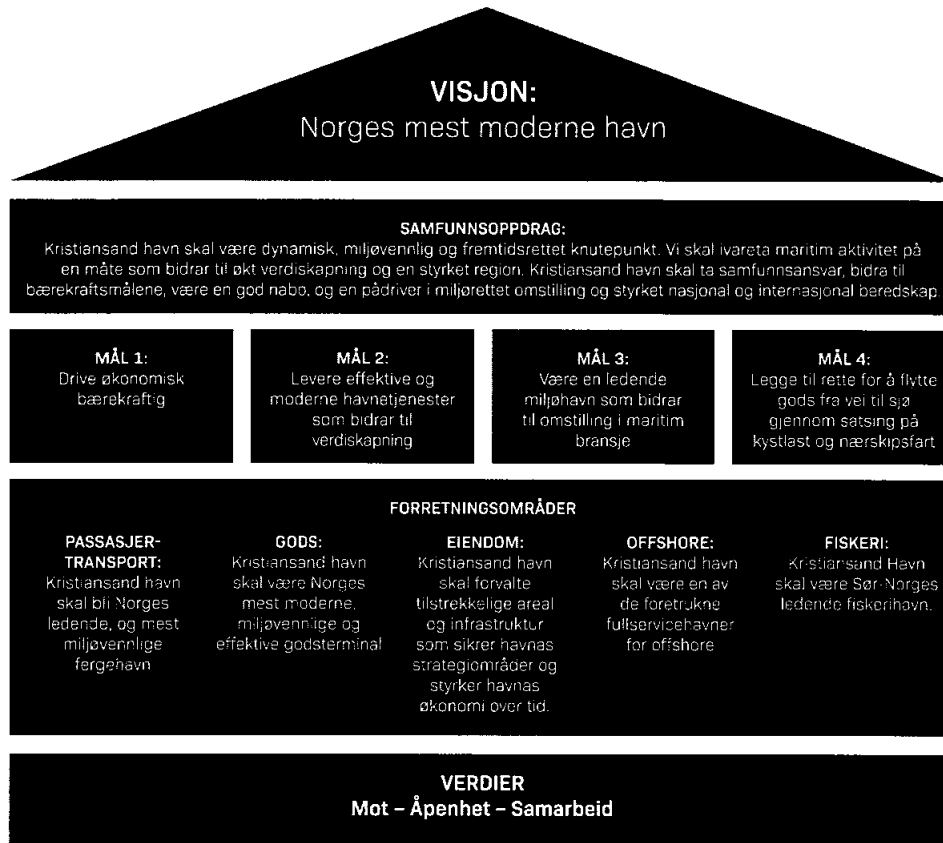 VISJON:
Norges mest moderne havn
SAMFUNNSOPPDRAG:
Kristiansand havn skal være dynamisk, miljøvennlig og fremtidsrettet knutepunkt. Vi skal ivareta maritim aktivitet på
en måte som bidrar til økt verdiskapning og en styrket region. Kristiansand havn skal ta samfunnsansvar, bidra til
bærekraftsmålene, være en god nabo, og en pådriver i miljørettet omstilling og styrket nasjonal og internasjonal beredskap.
MÅL 1:
Drive økonomisk
bærekraftig
MÅL 2:
Levere effektive og
moderne havnetjenester
som bidrar til
verdiskapning
MÅL 3:
Være en ledende
miljøhavn som bidrar
til omstilling i maritim
bransje
MÅL 4:
Legge til rette for å flytte
gods fra vei til sjø
gjennom satsing på
kystlast og nærskipsfart
FORRETNINGSOMRÅDER
PASSASJER-
TRANSPORT:
Kristiansand havn
skal bli Norges
ledende, og mest
miljøvennlige
fergehavn
GODS:
Kristiansand havn
skal være Norges
mest moderne,
miljøvennlige og
effektive godsterminal
EIENDOM:
Kristiansand havn
skal forvalte
tilstrekkelige areal
og infrastruktur
som sikrer havnas
strategiområder og
styrker havnas
økonomi over tid.
OFFSHORE:
Kristiansand havn
skal være en av
de foretrukne
fullservicehavner
for offshore
FISKERI:
Kristiansand Havn
skal være Sør-Norges
ledende fiskerihavn.
VERDIER
Mot – Åpenhet – Samarbeid